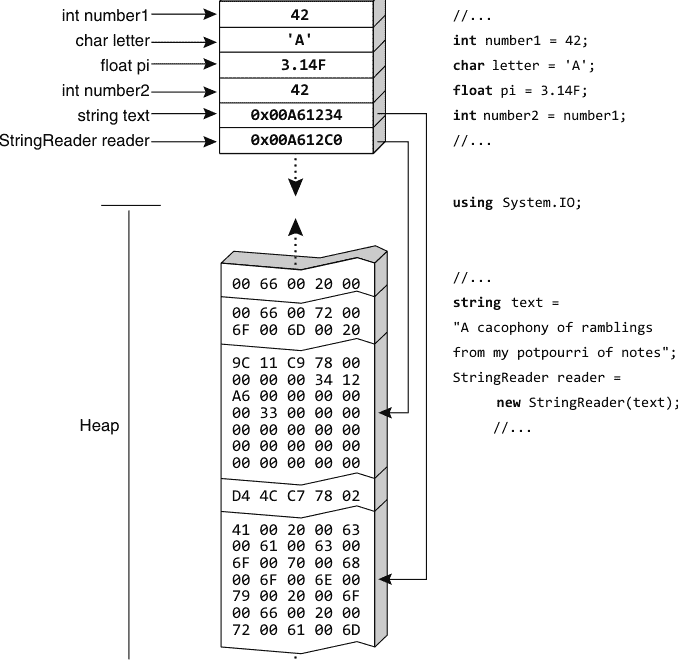 int number1
42
char letter
'A'
float pi
3.14F
int number2
42
string text
0x00A61234
StringReader reader
0x00A612C0
Heap
00 66 00 20 00
00 66 00 72 00
6F 00 6D 00 20
9C 11 C9 78 00
00 00 00 34 12
A6 00 00 00 00
00 33 00 00 00
00 00 00 00 00
00 00 00 00 00
00 00 00 00 00
D4 4C C7 78 02
41 00 20 00 63
00 61 00 63 00
6F 00 70 00 68
00 6F 00 6E 00
79 00 20 00 6F
00 66 00 20 00
72 00 61 00 6D
//...
int number1 = 42;
char letter = 'A';
float pi = 3.14F;
int number2 = number1;
//...
using System.IO;
//...
string text =
"A cacophony of ramblings
from my potpourri of notes";
StringReader reader =
new StringReader(text);
//...